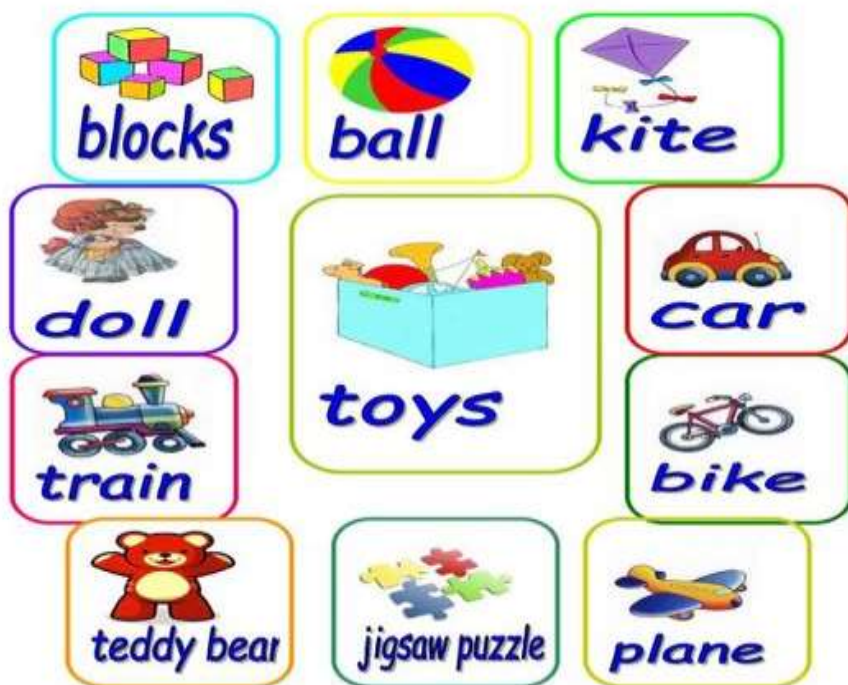 blocks
ball
kite
doll
toys
car
train
bike
teddy bear
jigsaw puzzle
plane